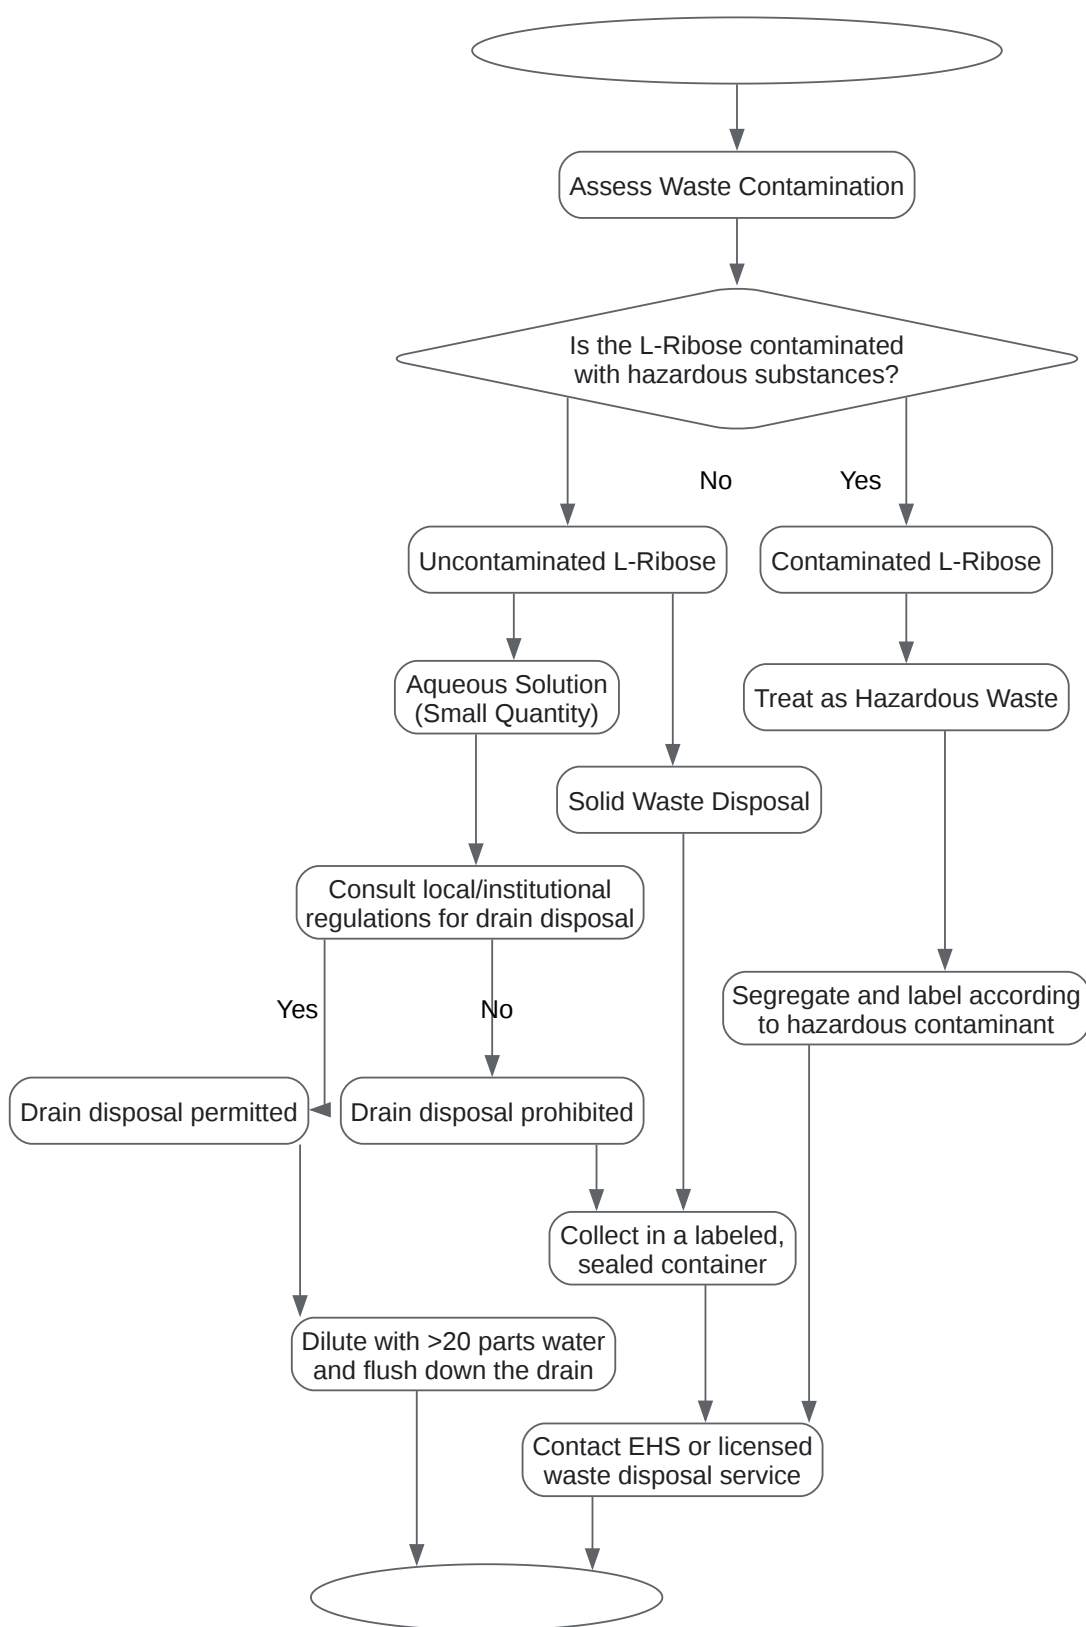 Assess Waste Contamination
Is the L-Ribose contaminated
with hazardous substances?
No
Yes
Uncontaminated L-Ribose
Contaminated L-Ribose
Aqueous Solution
(Small Quantity)
Treat as Hazardous Waste
Solid Waste Disposal
Consult local/institutional
regulations for drain disposal
Segregate and label according
to hazardous contaminant
Yes
No
Drain disposal permitted
Drain disposal prohibited
Collect in a labeled,
sealed container
Dilute with >20 parts water
and flush down the drain
Contact EHS or licensed
waste disposal service